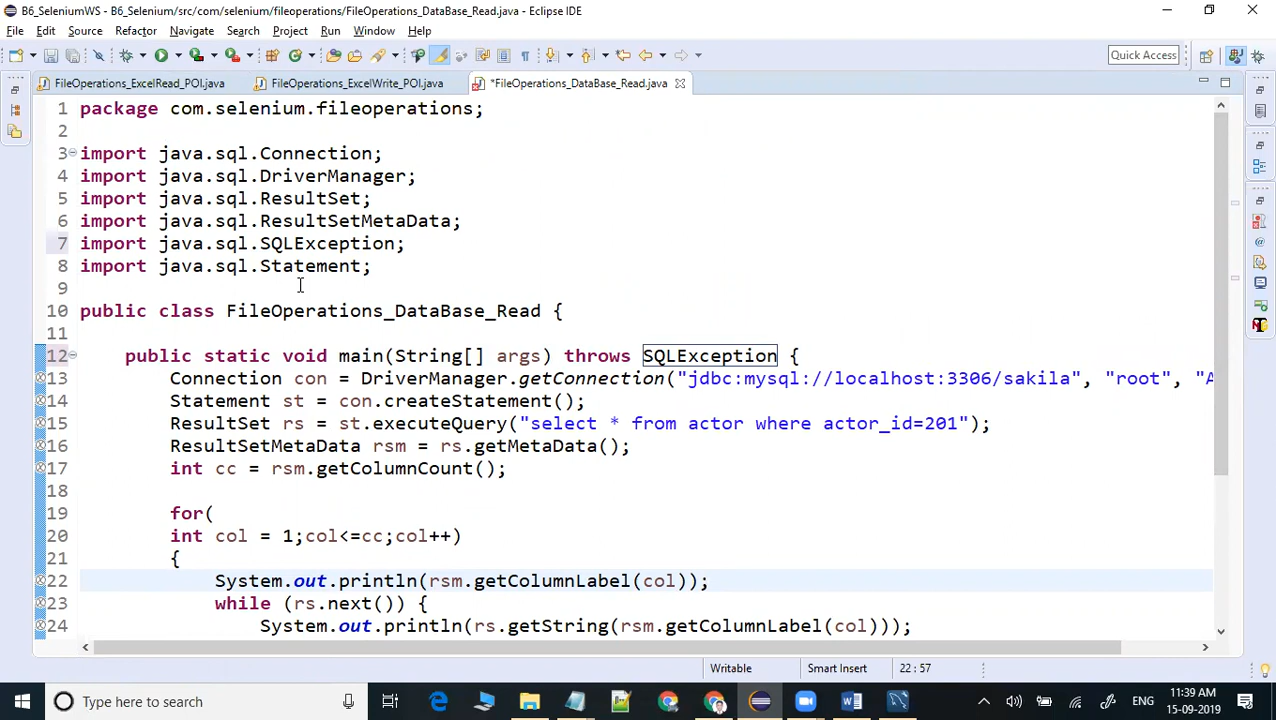 B6_SeleniumWS - B6_Selenium/src/com/selenium/fileoperations/FileOperations_DataBase_Read.java - Eclipse IDE
File Edit Source Refactor Navigate Search Project Run Window Help
Quick Access
FileOperations_ExcelRead_POI.java FileOperations_ExcelWrite_POI.java *FileOperations_DataBase_Read.java
1 package com.selenium.fileoperations;
2
3 import java.sql.Connection;
4 import java.sql.DriverManager;
5 import java.sql.ResultSet;
6 import java.sql.ResultSetMetaData;
7 import java.sql.SQLException;
8 import java.sql.Statement;
9
10 public class FileOperations_DataBase_Read {
11
12 public static void main(String[] args) throws SQLException {
13 Connection con = DriverManager.getConnection("jdbc:mysql://localhost:3306/sakila", "root", "A
14 Statement st = con.createStatement();
15 ResultSet rs = st.executeQuery("select * from actor where actor_id=201");
16 ResultSetMetaData rsm = rs.getMetaData();
17 int cc = rsm.getColumnCount();
18
19 for(
20 int col = 1;col<=cc;col++)
21 {
22 System.out.println(rsm.getColumnLabel(col));
23 while (rs.next()) {
24 System.out.println(rs.getString(rsm.getColumnLabel(col)));
Writable Smart Insert 22 : 57
Type here to search
ENG
11:39 AM
15-09-2019